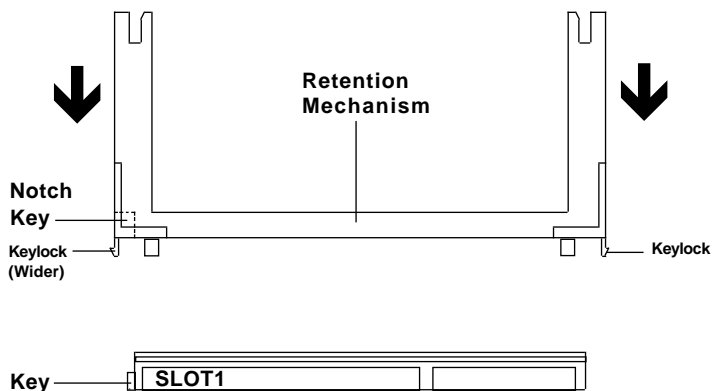 Retention
Mechanism
Notch
Key
Keylock
(Wider)
Keylock
Key
SLOT1